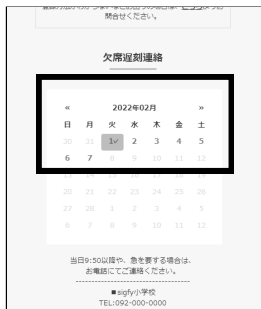 問合せください。
欠席遅刻連絡
« 2022年02月 »
日 月 火 水 木 金 土
30 31 1✓ 2 3 4 5
6 7 8 9 10 11 12
13 14 15 16 17 18 19
20 21 22 23 24 25 26
27 28 1 2 3 4 5
6 7 8 9 10 11 12
当日9:50以降や、急を要する場合は、
お電話にてご連絡ください。
■sigfy小学校
TEL:092-000-0000